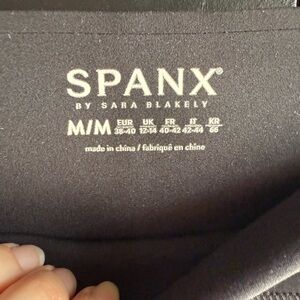 SPANX®
BY SARA BLAKELY
M/M EUR UK FR IT KR
38-40 12-14 40-42 42-44 66
made in china / fabriqué en chine